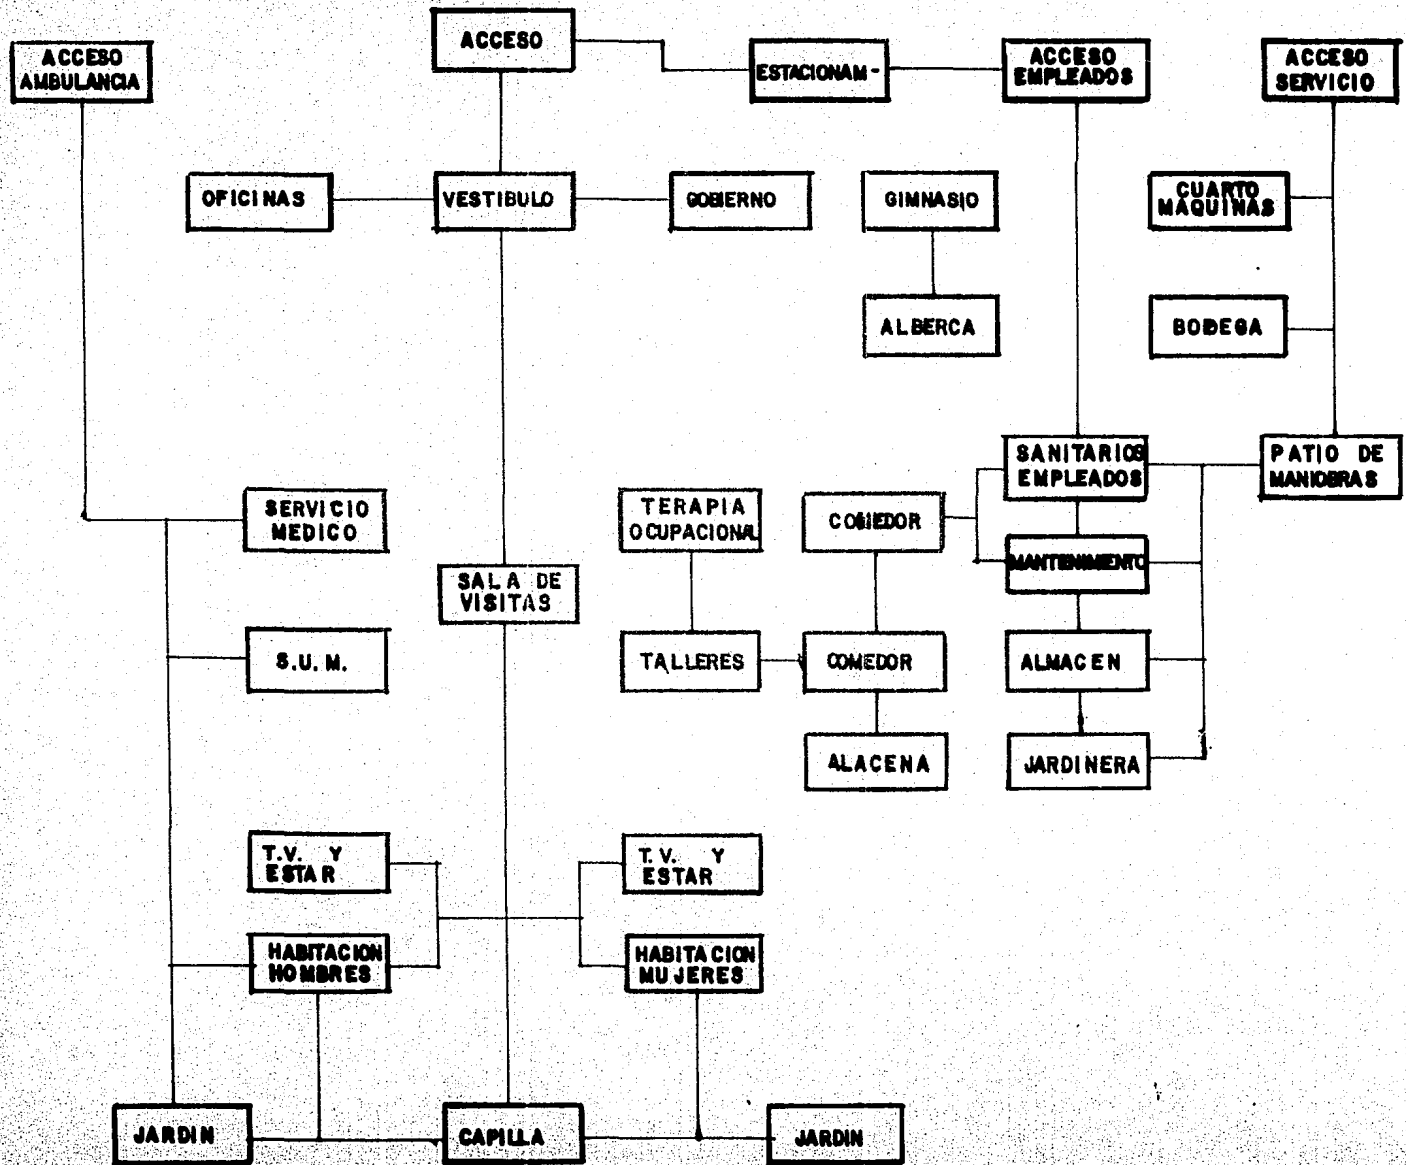 ACCESO
AMBULANCIA
ACCESO
ESTACIONAM-
ACCESO
EMPLEADOS
ACCESO
SERVICIO
OFICINAS
VESTIBULO
GOBIERNO
GIMNASIO
CUARTO
MAQUINAS
ALBERCA
BODEGA
SANITARIOS
EMPLEADOS
PATIO DE
MANIOBRAS
SERVICIO
MEDICO
TERAPIA
OCUPACIONAL
COMEDOR
MANTENIMIENTO
SALA DE
VISITAS
S.U.M.
TALLERES
COMEDOR
ALMACEN
ALACENA
JARDINERA
T.V. Y
ESTAR
T.V. Y
ESTAR
HABITACION
HOMBRES
HABITACION
MUJERES
JARDIN
CAPILLA
JARDIN